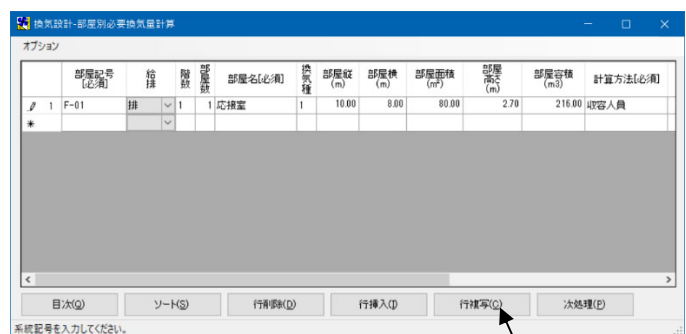 換気設計-部屋別必要換気量計算
オプション
部屋記号[必須] 給排 階数 部屋数 部屋名[必須] 換気種 部屋縦(m) 部屋横(m) 部屋面積(㎡) 部屋高さ(m) 部屋容積(m3) 計算方法[必須]
1 F-01 排 1 1 応接室 1 10.00 8.00 80.00 2.70 216.00 収容人員
目次(Q) ソート(S) 行削除(D) 行挿入(I) 行複写(C) 次処理(P)
系統記号を入力してください。